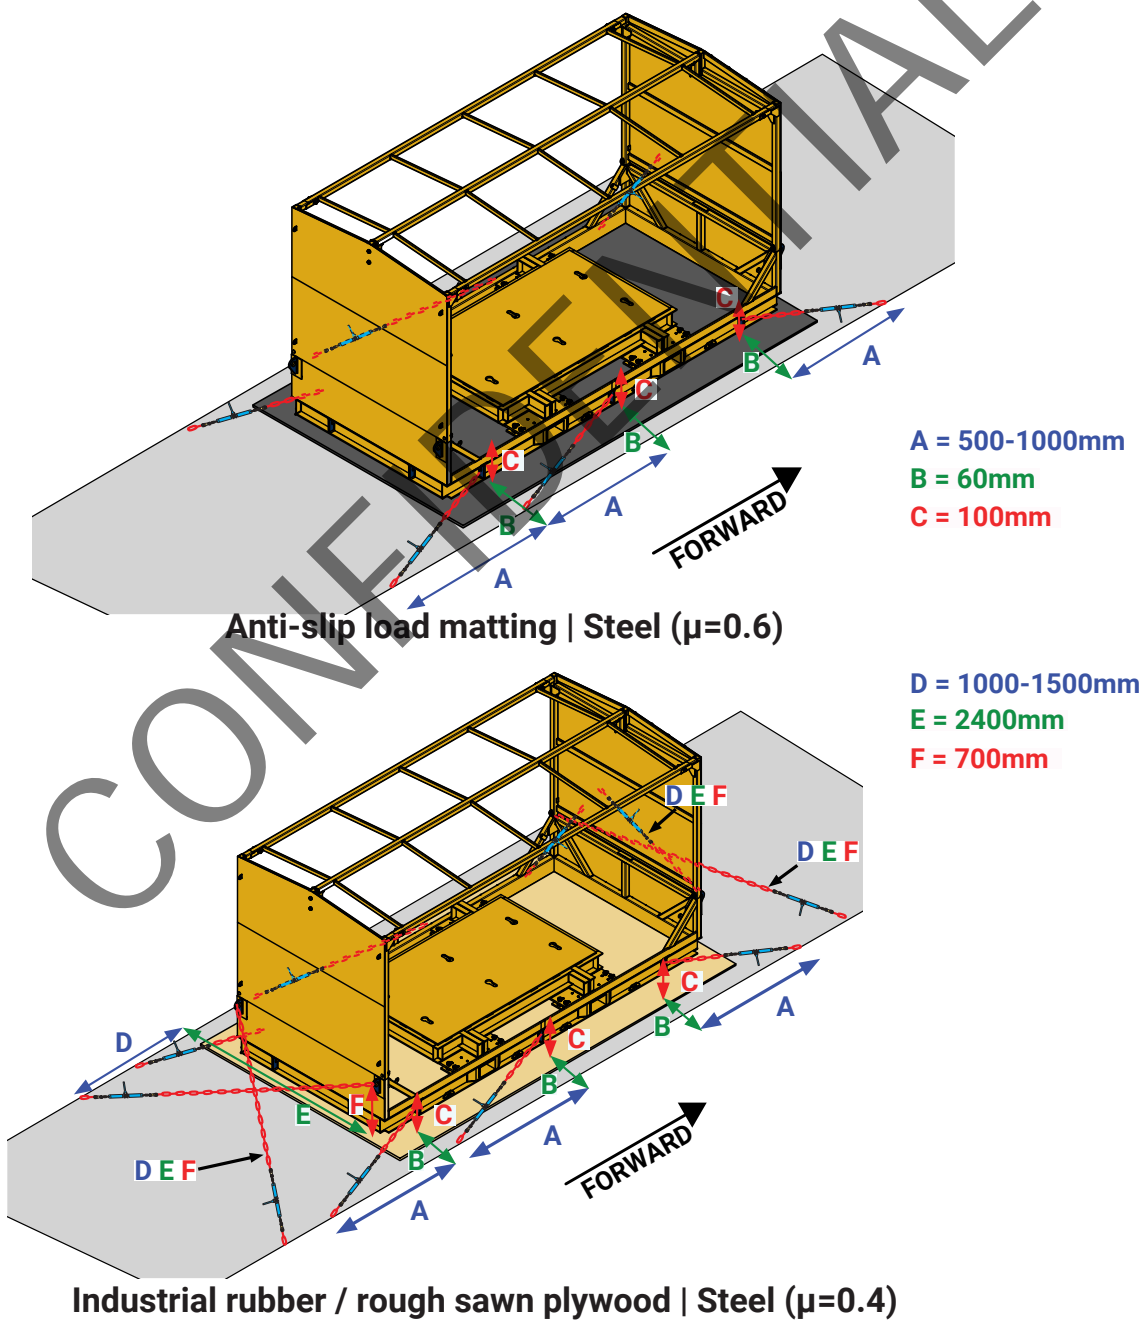 CONFIDENTIAL
C
A
B
C
B
A
C
B
A
A = 500-1000mm
B = 60mm
C = 100mm
FORWARD
Anti-slip load matting | Steel (μ=0.6)
D = 1000-1500mm
E = 2400mm
F = 700mm
D E F
D E F
C
A
B
D
C
B
A
F
E
C
B
A
D E F
FORWARD
Industrial rubber / rough sawn plywood | Steel (μ=0.4)